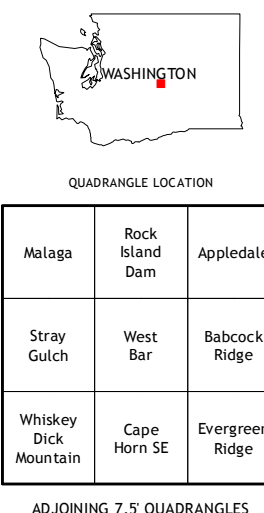 WASHINGTON
QUADRANGLE LOCATION
Malaga
Rock
Island
Dam
Appledale
Stray
Gulch
West
Bar
Babcock
Ridge
Whiskey
Dick
Mountain
Cape
Horn SE
Evergreen
Ridge
ADJOINING 7.5' QUADRANGLES